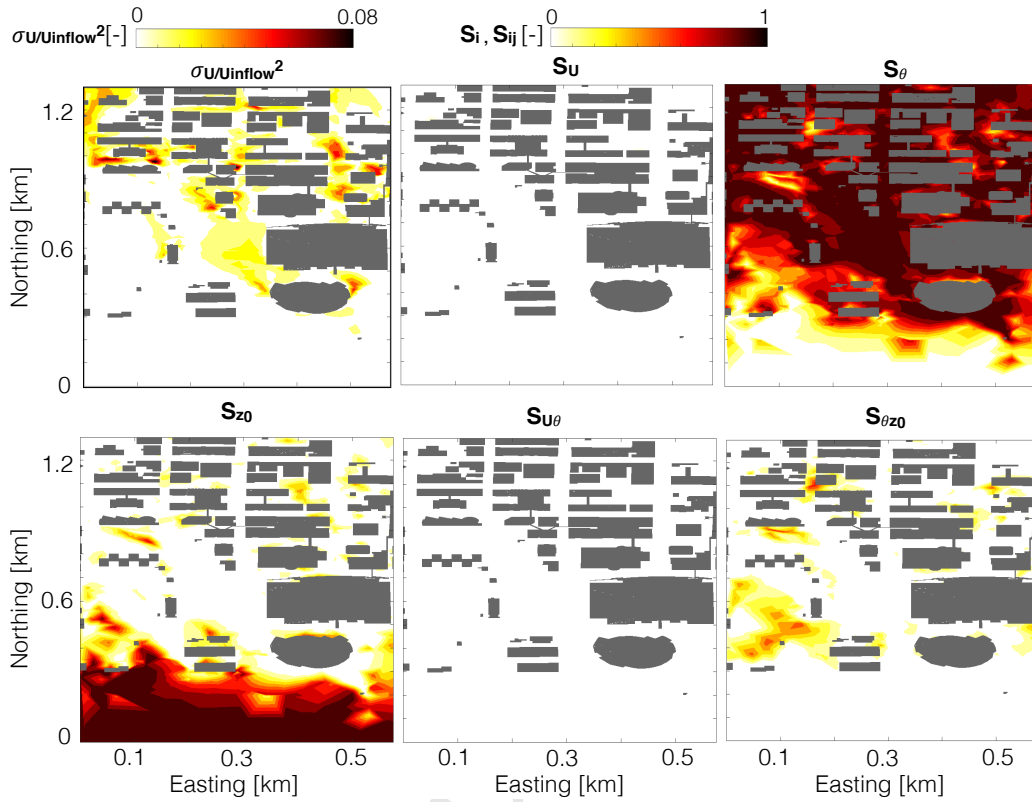 0 0.08 0 1
σU/Uinflow² [-] Si , Sij [-]
σU/Uinflow² SU Sθ
1.2
Northing [km]
0.6
0
Sz0 SUθ Sθz0
1.2
Northing [km]
0.6
0
0.1 0.3 0.5 0.1 0.3 0.5 0.1 0.3 0.5
Easting [km] Easting [km] Easting [km]